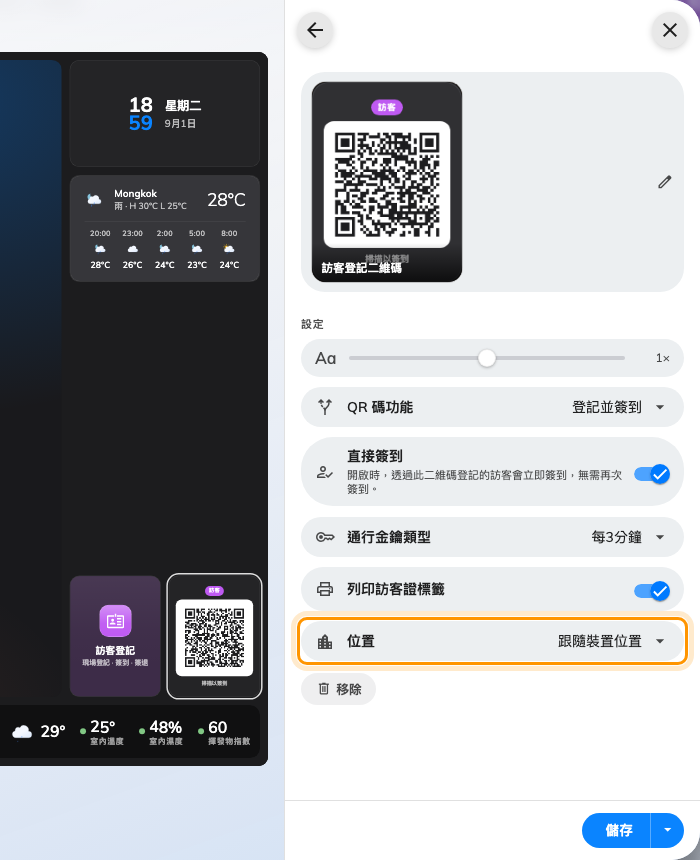 18
59
星期二
9月1日
Mongkok
雨 · H 30°C L 25°C
28°C
20:00 23:00 2:00 5:00 8:00
28°C 26°C 24°C 23°C 24°C
訪客登記
現場登記 · 簽到 · 簽退
訪客
掃描以簽到
29°
25°
室內溫度
48%
室內濕度
60
揮發物指數
訪客
掃描以簽到
訪客登記二維碼
設定
Aa 1×
QR 碼功能 登記並簽到
直接簽到
開啟時，透過此二維碼登記的訪客會立即簽到，無需再次
簽到。
通行金鑰類型 每3分鐘
列印訪客證標籤
位置 跟隨裝置位置
移除
儲存